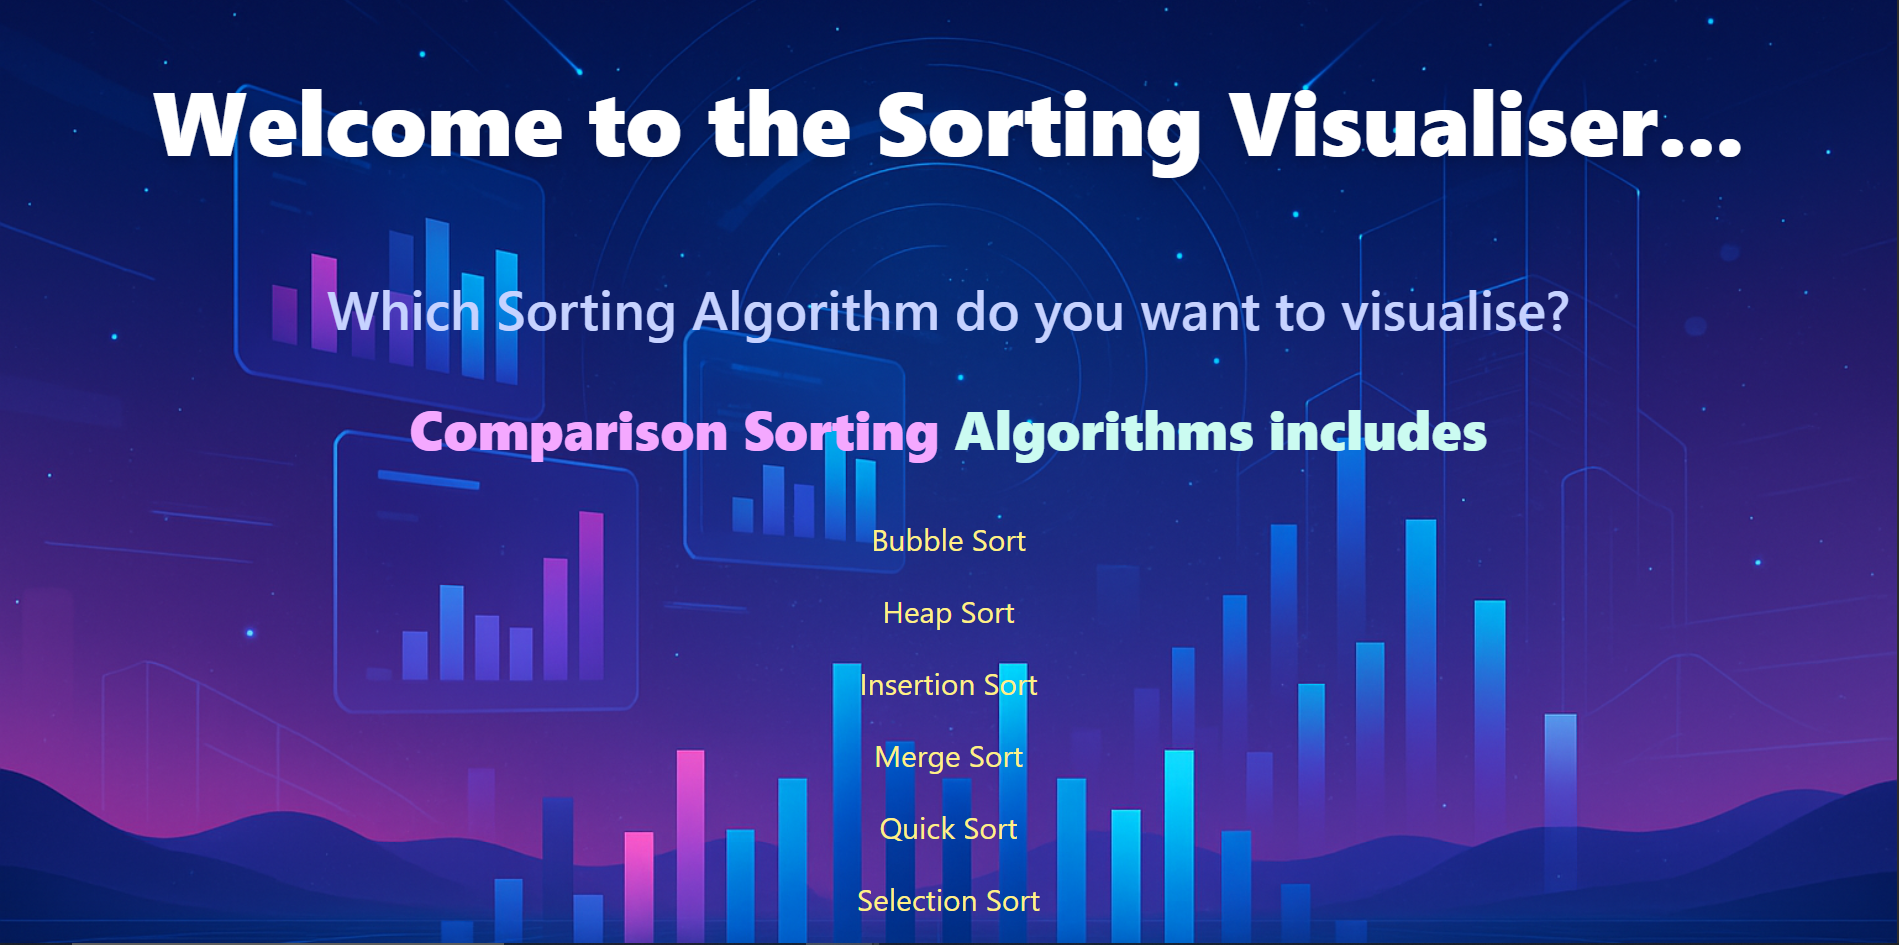 Welcome to the Sorting Visualiser...
Which Sorting Algorithm do you want to visualise?
Comparison Sorting Algorithms includes
Bubble Sort
Heap Sort
Insertion Sort
Merge Sort
Quick Sort
Selection Sort